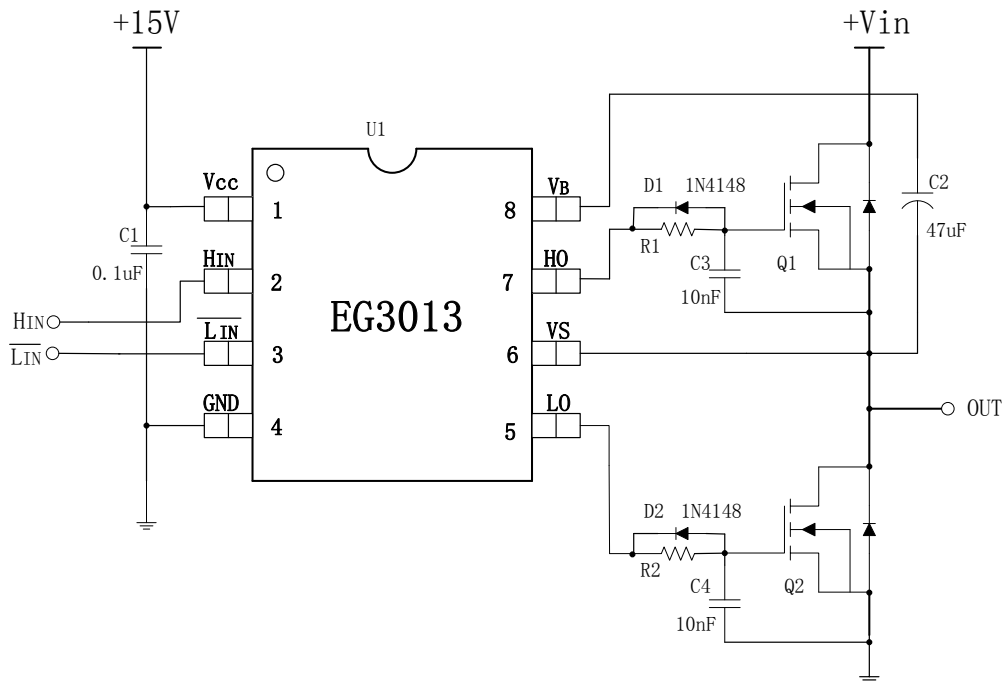 +15V
+Vin
U1
Vcc
1
C1
0.1uF
HIN
2
HIN
LIN
3
LIN
GND
4
EG3013
VB
8
HO
7
VS
6
LO
5
D1 1N4148
R1
C3
10nF
Q1
C2
47uF
OUT
D2 1N4148
R2
C4
10nF
Q2